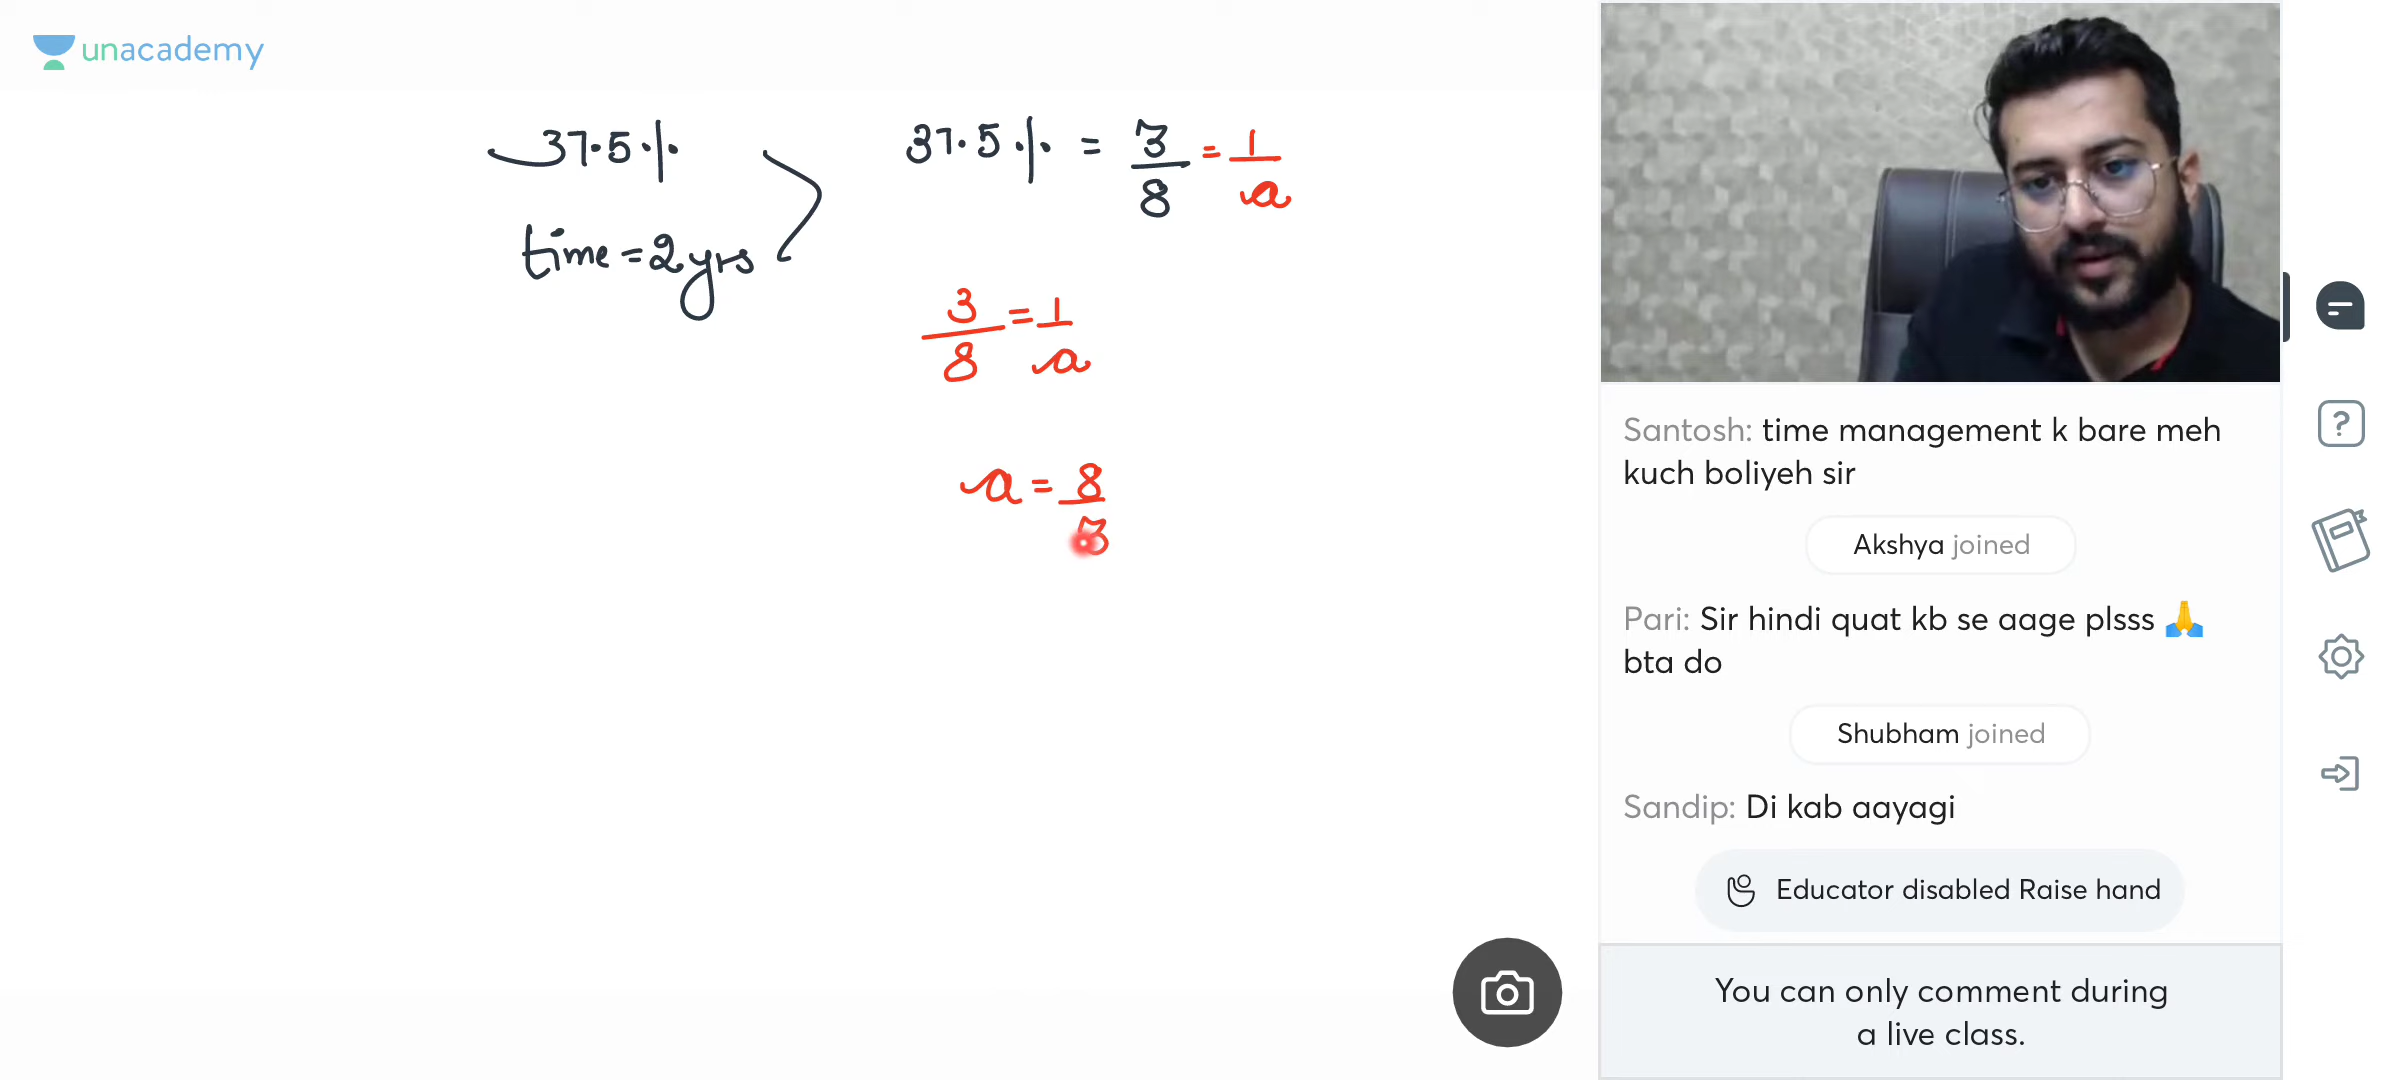 unacademy
37.5%
time = 2 yrs
37.5% = 3/8 = 1/a
3/8 = 1/a
a = 8/3
Santosh: time management k bare meh
kuch boliyeh sir
Akshya joined
Pari: Sir hindi quat kb se aage plsss 🙏
bta do
Shubham joined
Sandip: Di kab aayagi
Educator disabled Raise hand
You can only comment during
a live class.
?